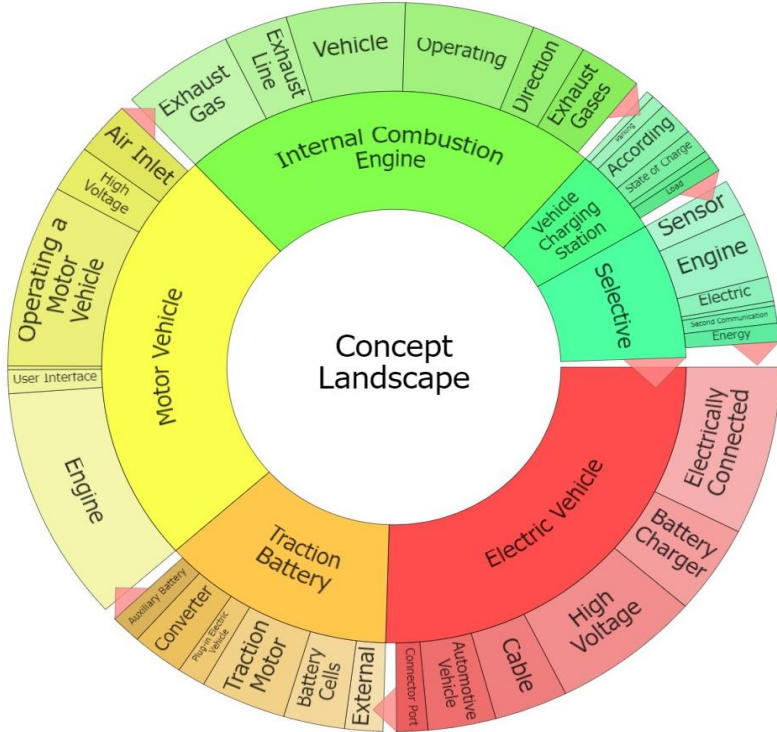 Concept
Landscape
Internal Combustion
Engine
Exhaust
Gas
Exhaust
Line
Vehicle
Operating
Direction
Exhaust
Gases
Vehicle
Charging
Station
Parking
According
State of Charge
Load
Selective
Sensor
Engine
Electric
Second Communication
Energy
Electric Vehicle
Electrically
Connected
Battery
Charger
High
Voltage
Cable
Automotive
Vehicle
Connector Port
Traction
Battery
External
Battery
Cells
Traction
Motor
Plug-in Electric
Vehicle
Converter
Auxiliary Battery
Motor Vehicle
Engine
User Interface
Operating a
Motor
Vehicle
High
Voltage
Air Inlet